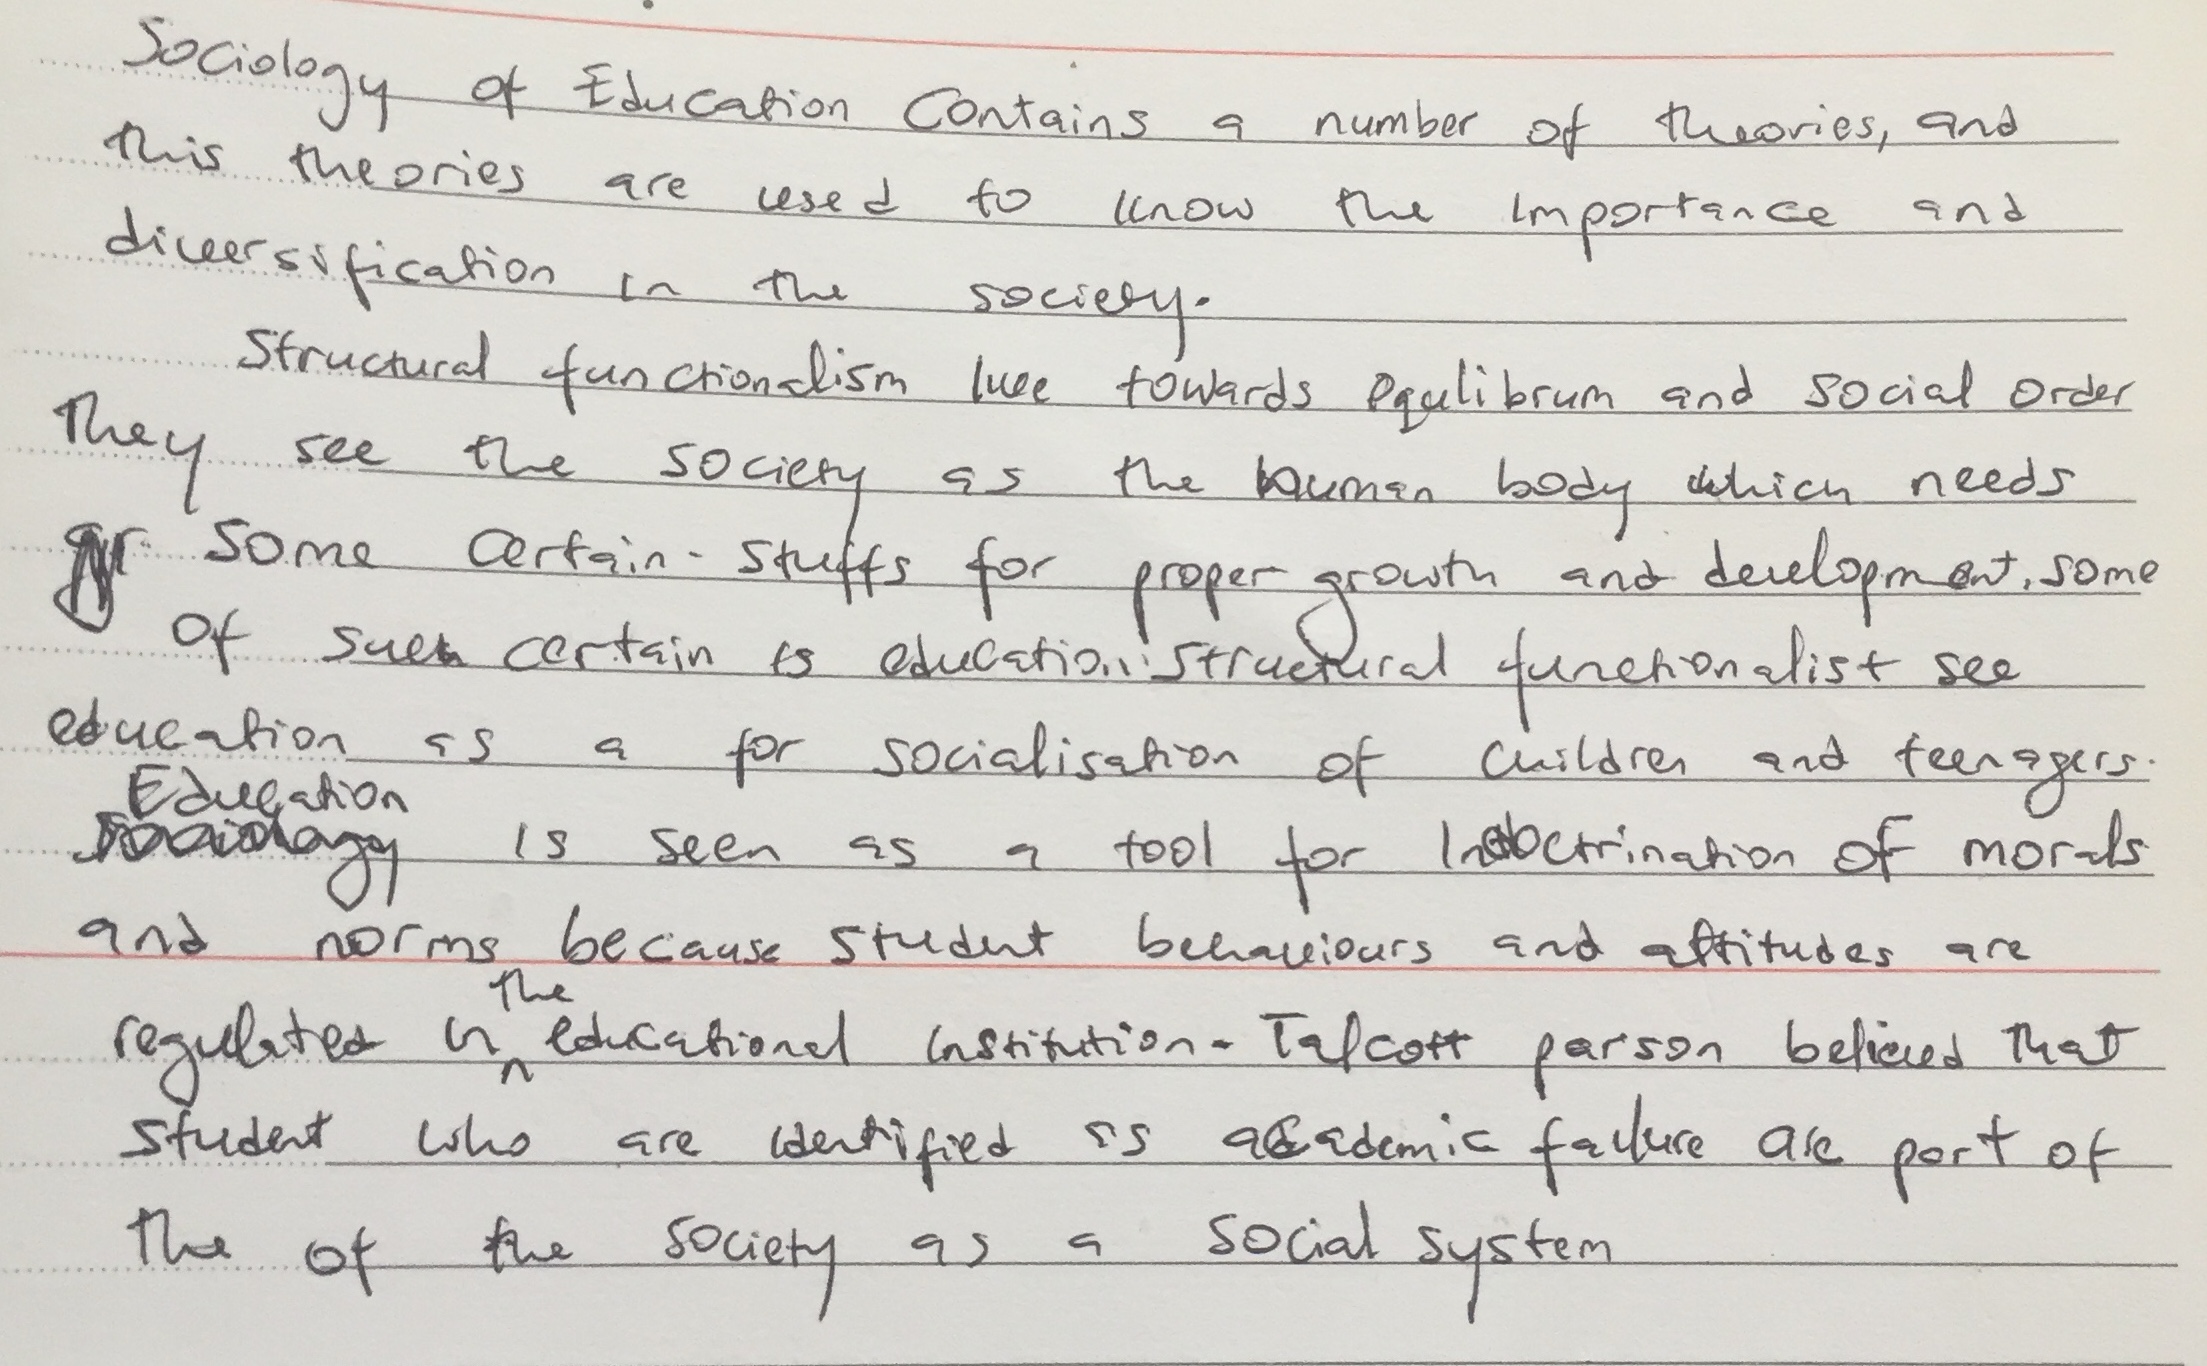 Sociology of Education Contains a number of theories, and
this theories are used to know the importance and
diversification in the society.
Structural functionalism live towards Equlibrum and social order
They see the society as the human body which needs
some certain - stuffs for proper growth and development, some
of such certain is education. Structural functionalist see
education as a for socialisation of children and teenagers.
Education is seen as a tool for Indoctrination of morals
and norms because student behaviours and attitudes are
regulated in the educational institution - Talcott parson believed that
student who are identified as academic failure are part of
the of the society as a social system